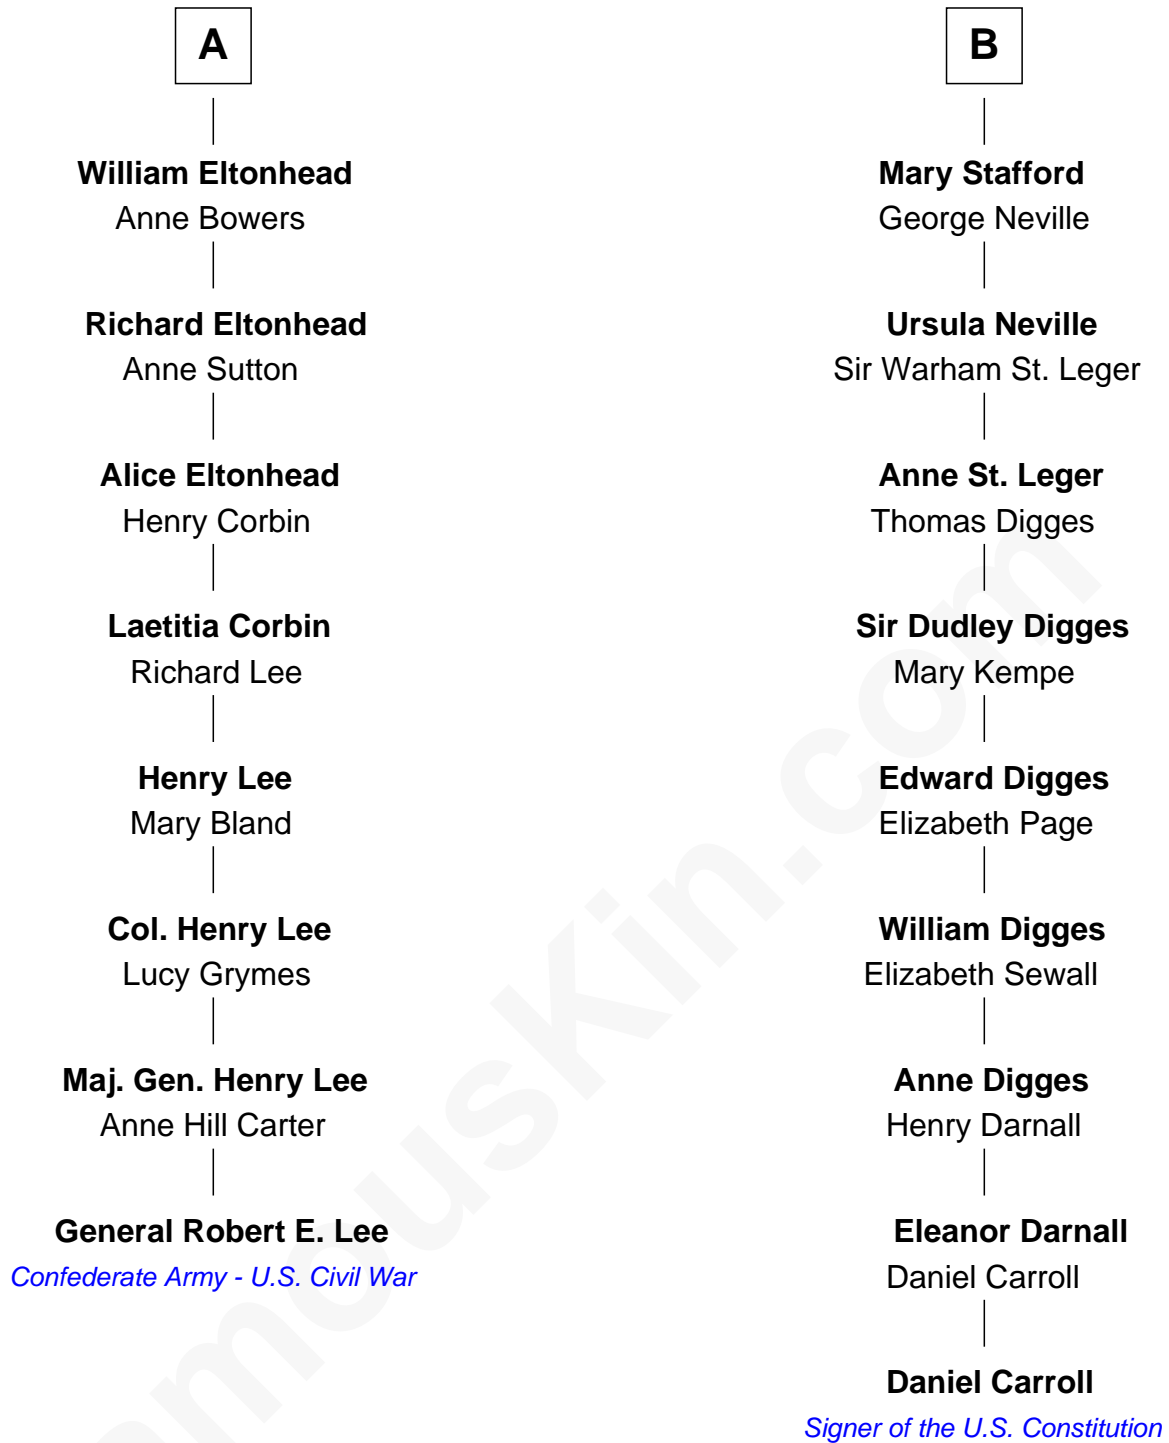 A
William Eltonhead
Anne Bowers
Richard Eltonhead
Anne Sutton
Alice Eltonhead
Henry Corbin
Laetitia Corbin
Richard Lee
Henry Lee
Mary Bland
Col. Henry Lee
Lucy Grymes
Maj. Gen. Henry Lee
Anne Hill Carter
General Robert E. Lee
Confederate Army - U.S. Civil War
B
Mary Stafford
George Neville
Ursula Neville
Sir Warham St. Leger
Anne St. Leger
Thomas Digges
Sir Dudley Digges
Mary Kempe
Edward Digges
Elizabeth Page
William Digges
Elizabeth Sewall
Anne Digges
Henry Darnall
Eleanor Darnall
Daniel Carroll
Daniel Carroll
Signer of the U.S. Constitution
amousKin.com